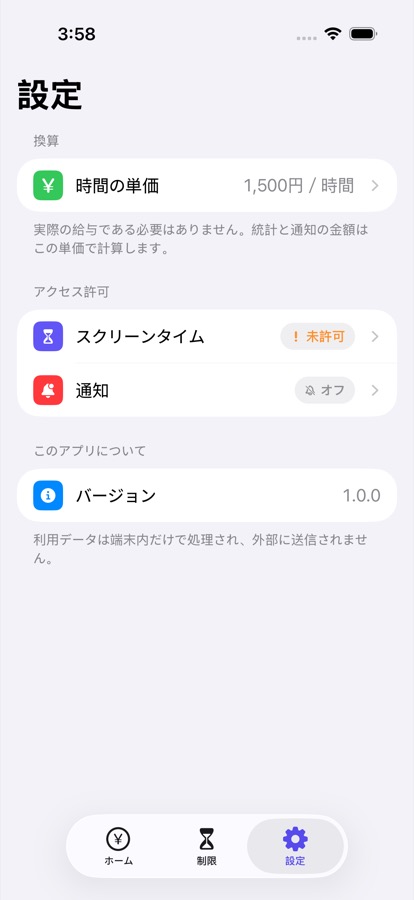 3:58
設定
換算
時間の単価
1,500円 / 時間
実際の給与である必要はありません。統計と通知の金額は
この単価で計算します。
アクセス許可
スクリーンタイム
! 未許可
通知
オフ
このアプリについて
バージョン
1.0.0
利用データは端末内だけで処理され、外部に送信されませ
ん。
ホーム
制限
設定